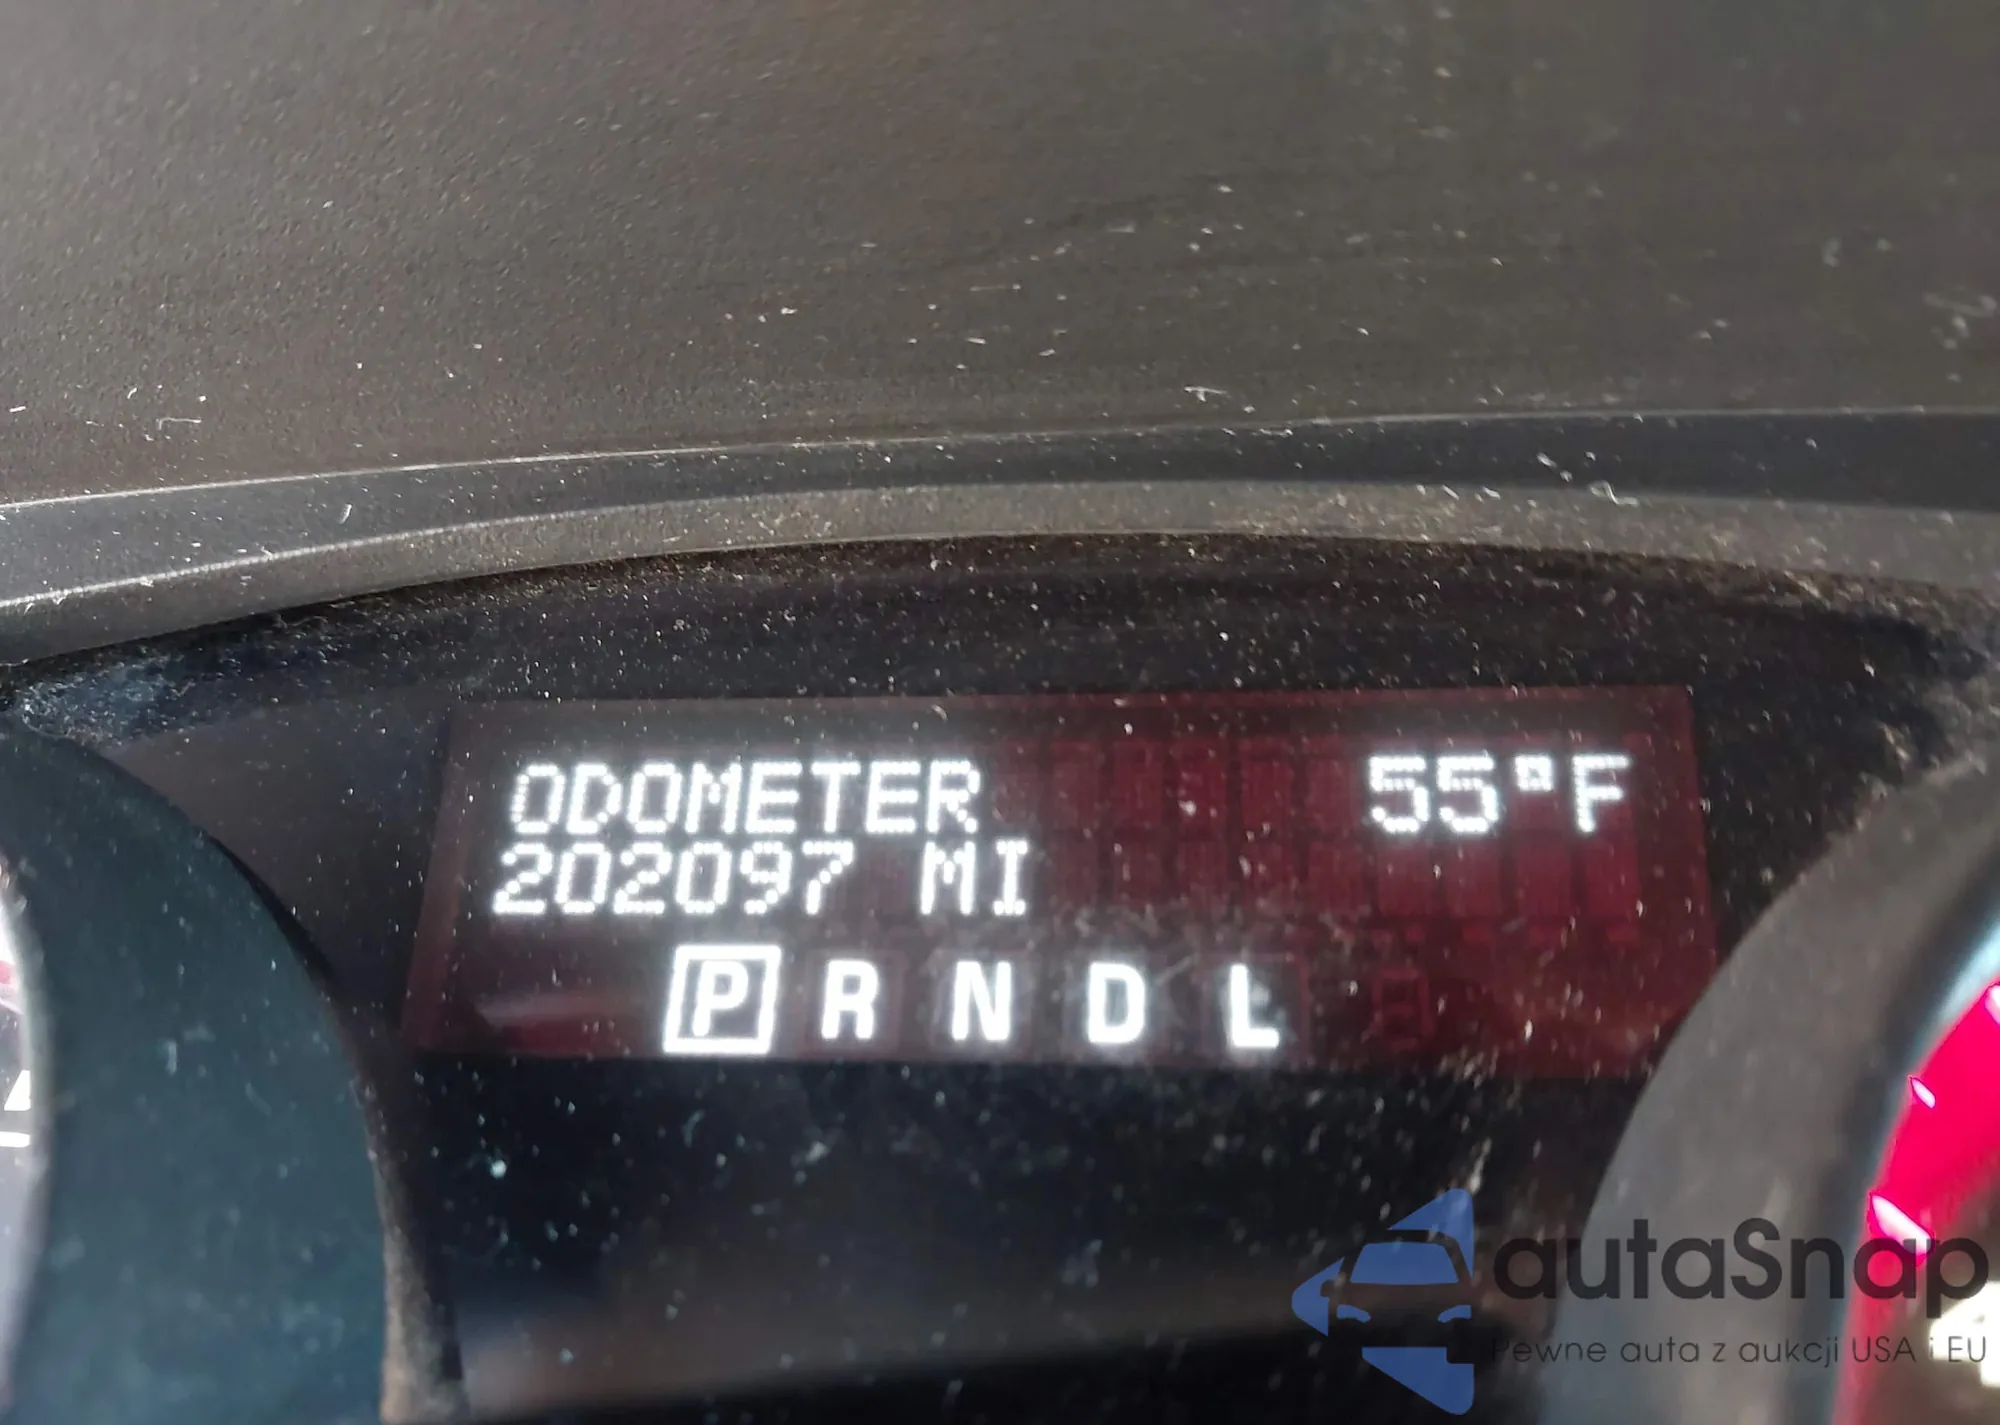 ODOMETER 55°F
202097 MI
P R N D L
autaSnap
Pewne auta z aukcji USA i EU